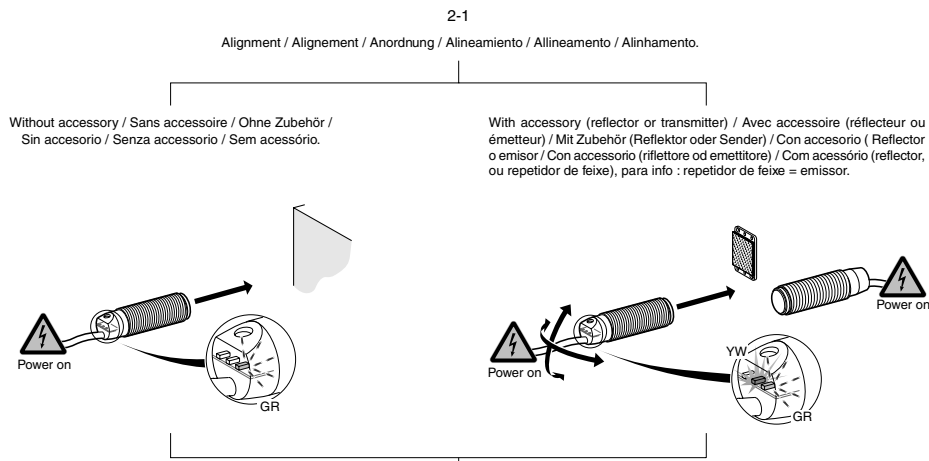 2-1
Alignment / Alignement / Anordnung / Alineamiento / Allineamento / Alinhamento.
Without accessory / Sans accessoire / Ohne Zubehör /
Sin accesorio / Senza accessorio / Sem acessório.
With accessory (reflector or transmitter) / Avec accessoire (réflecteur ou
émetteur) / Mit Zubehör (Reflektor oder Sender) / Con accesorio ( Reflector
o emisor / Con accessorio (riflettore od emettitore) / Com acessório (reflector,
ou repetidor de feixe), para info : repetidor de feixe = emissor.
Power on
GR
Power on
YW
GR
Power on